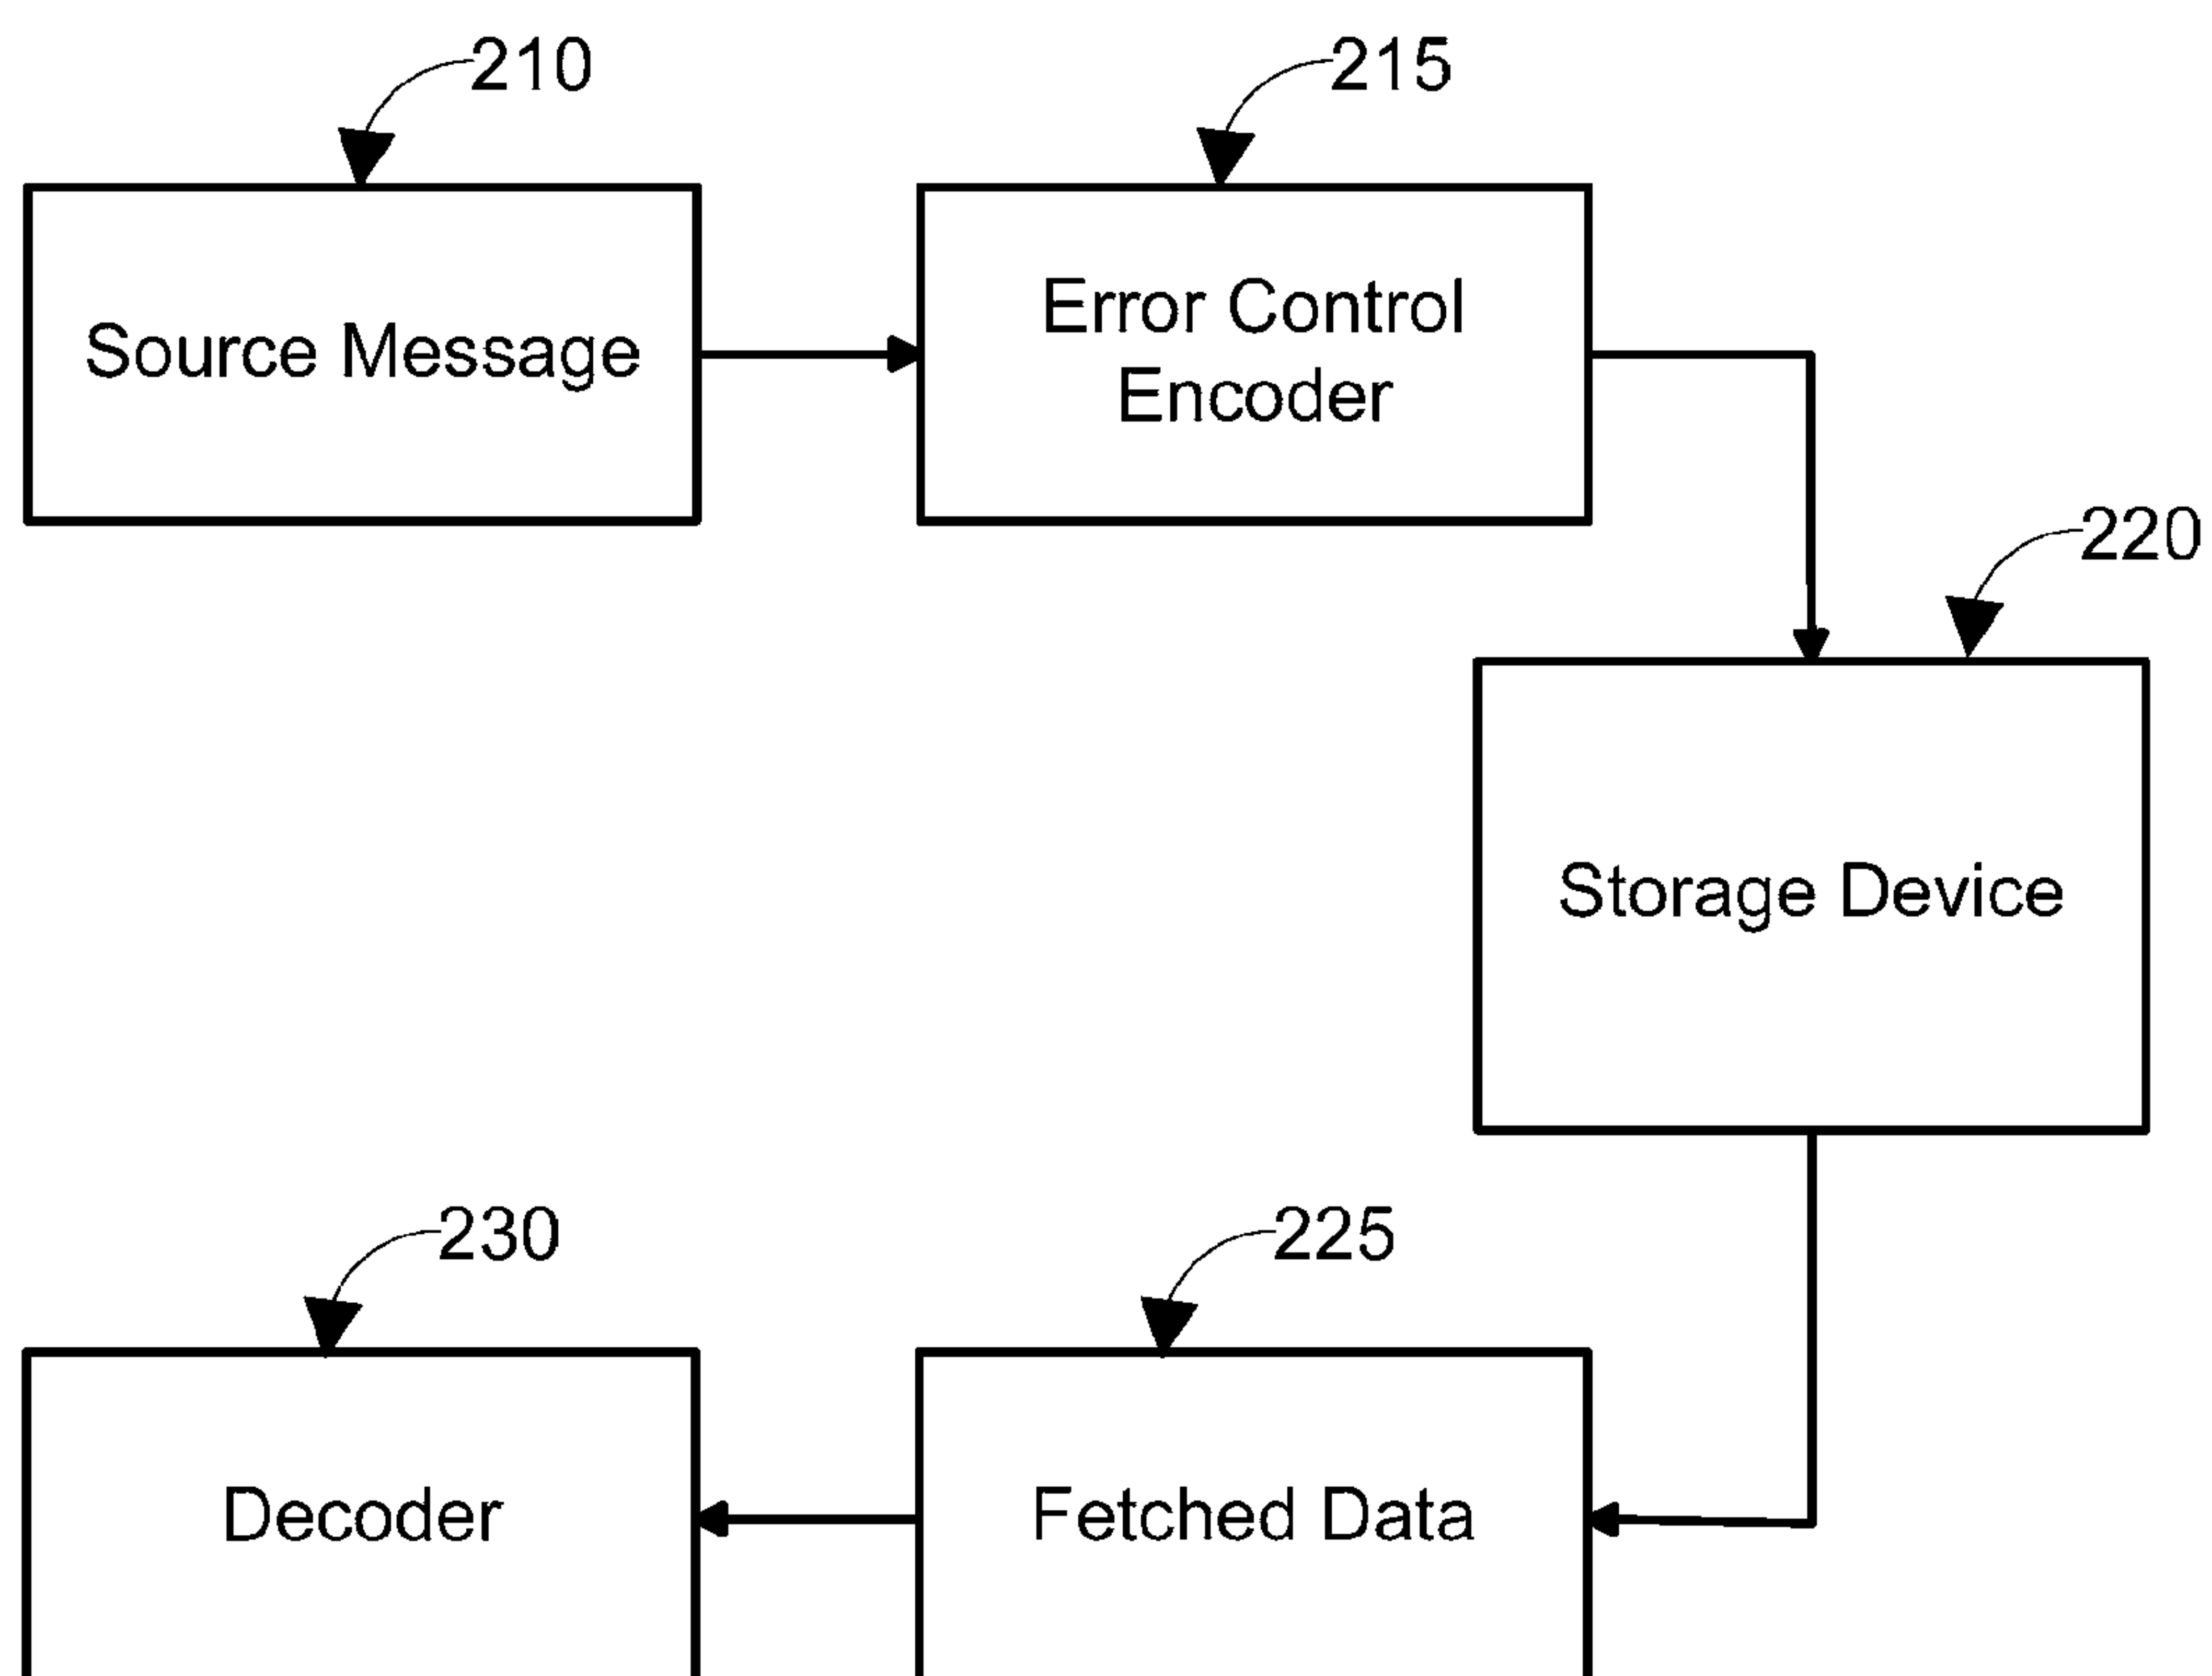 210
215
Source Message
Error Control
Encoder
220
Storage Device
230
225
Decoder
Fetched Data